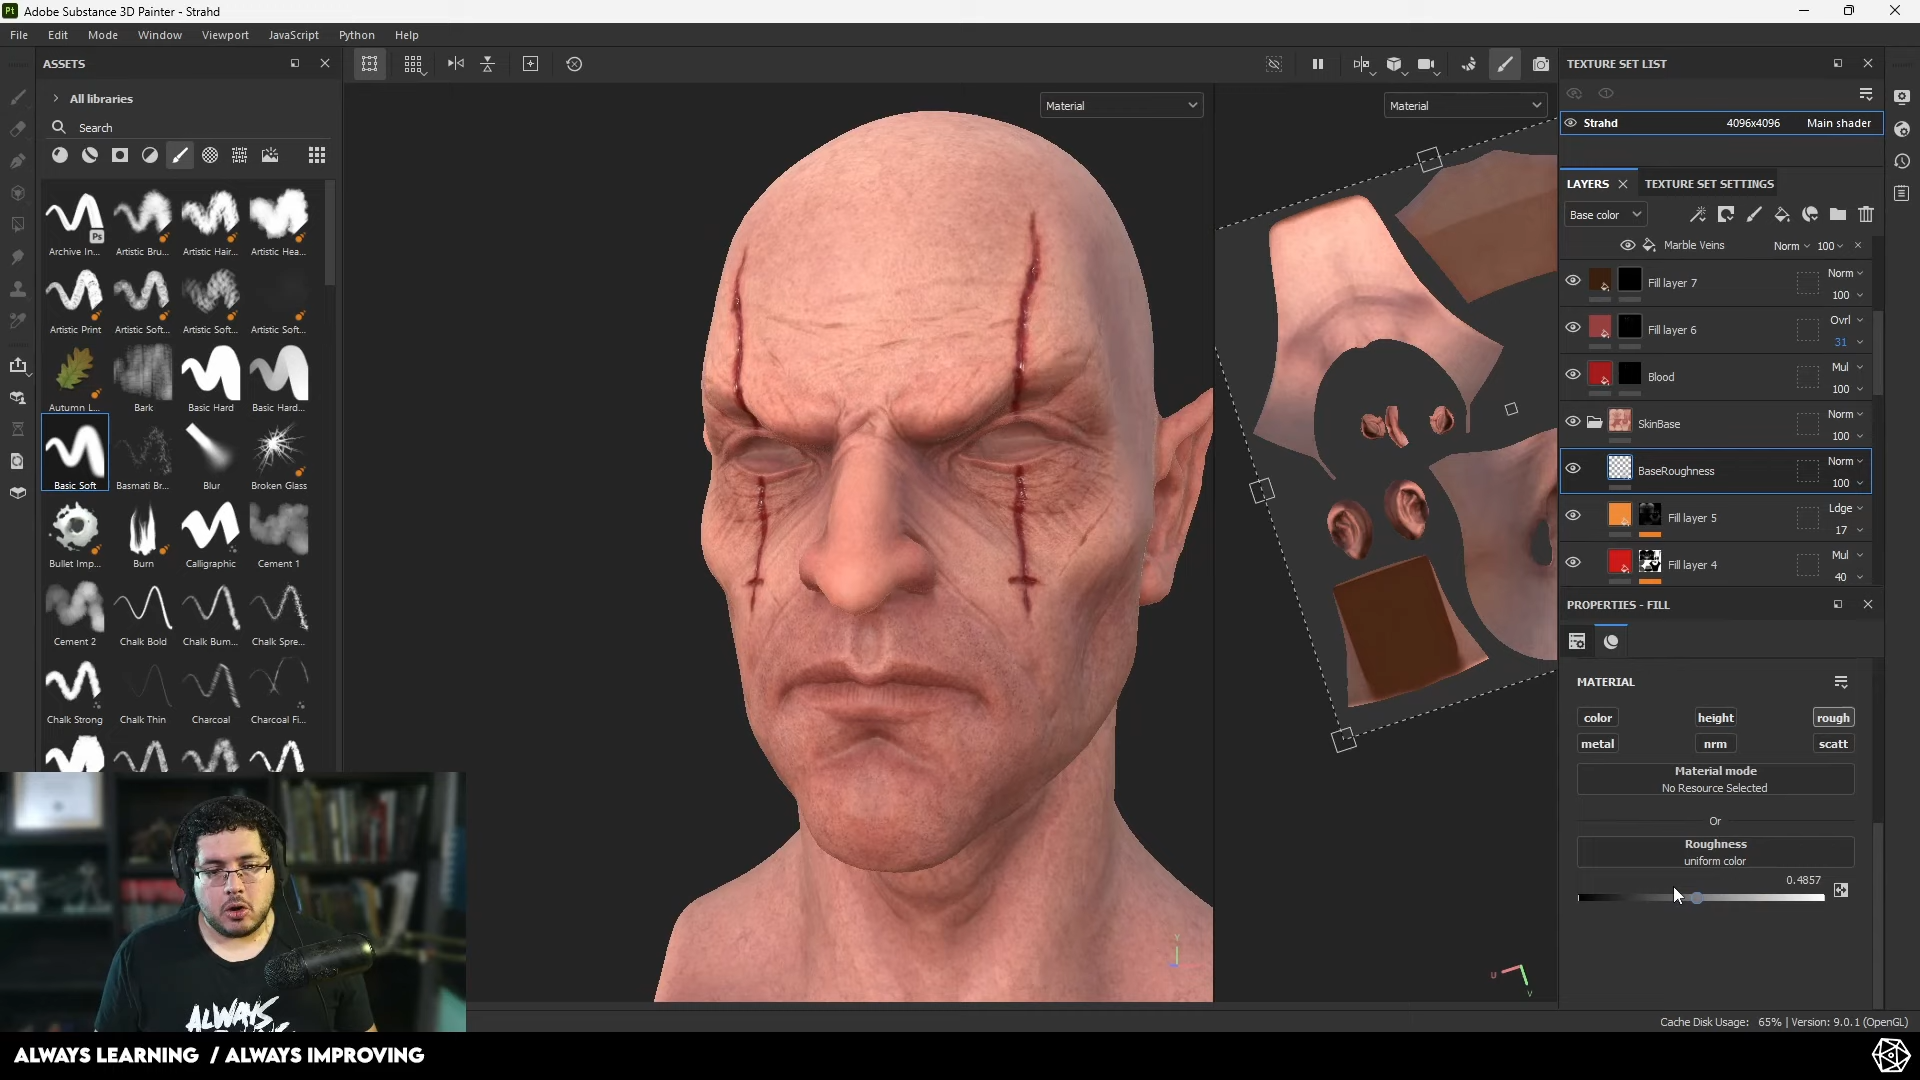 Pt Adobe Substance 3D Painter - Strahd
File Edit Mode Window Viewport JavaScript Python Help
ASSETS
All libraries
Search
Archive In...
Artistic Bru...
Artistic Hair...
Artistic Hea...
Ps
Artistic Print
Artistic Soft...
Artistic Soft...
Artistic Soft...
Autumn L...
Bark
Basic Hard
Basic Hard...
Basic Soft
Basmati Br...
Blur
Broken Glass
Bullet Imp...
Burn
Calligraphic
Cement 1
Cement 2
Chalk Bold
Chalk Bum...
Chalk Spre...
Chalk Strong
Chalk Thin
Charcoal
Charcoal Fi...
Material
Material
Y
U
V
TEXTURE SET LIST
Strahd 4096x4096 Main shader
LAYERS TEXTURE SET SETTINGS
Base color
Marble Veins Norm 100
Fill layer 7 Norm
100
Fill layer 6 Ovrl
31
Blood Mul
100
SkinBase Norm
100
BaseRoughness Norm
100
Fill layer 5 Ldge
17
Fill layer 4 Mul
40
PROPERTIES - FILL
MATERIAL
color height rough
metal nrm scatt
Material mode
No Resource Selected
Or
Roughness
uniform color
0.4857
Cache Disk Usage: 65% | Version: 9.0.1 (OpenGL)
ALWAYS
ALWAYS LEARNING / ALWAYS IMPROVING